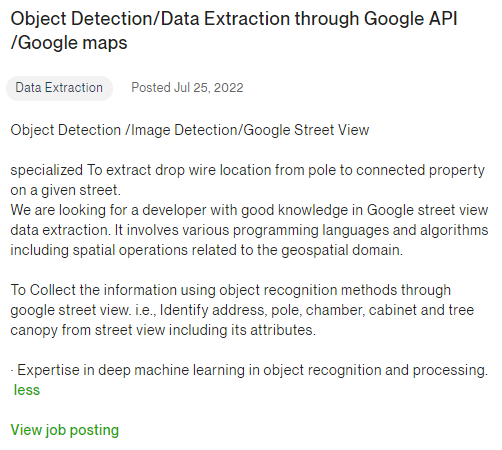 Object Detection/Data Extraction through Google API
/Google maps
Data Extraction Posted Jul 25, 2022
Object Detection /Image Detection/Google Street View
specialized To extract drop wire location from pole to connected property
on a given street.
We are looking for a developer with good knowledge in Google street view
data extraction. It involves various programming languages and algorithms
including spatial operations related to the geospatial domain.
To Collect the information using object recognition methods through
google street view. i.e., Identify address, pole, chamber, cabinet and tree
canopy from street view including its attributes.
· Expertise in deep machine learning in object recognition and processing.
less
View job posting